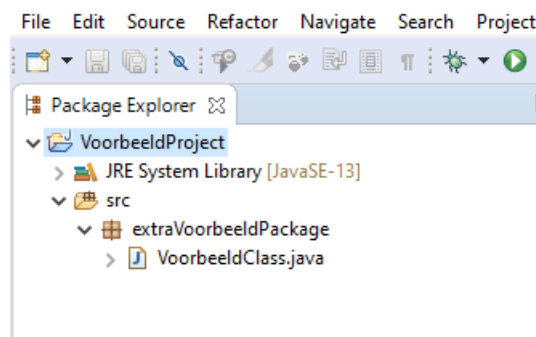 File Edit Source Refactor Navigate Search Project
Package Explorer
VoorbeeldProject
JRE System Library [JavaSE-13]
src
extraVoorbeeldPackage
VoorbeeldClass.java